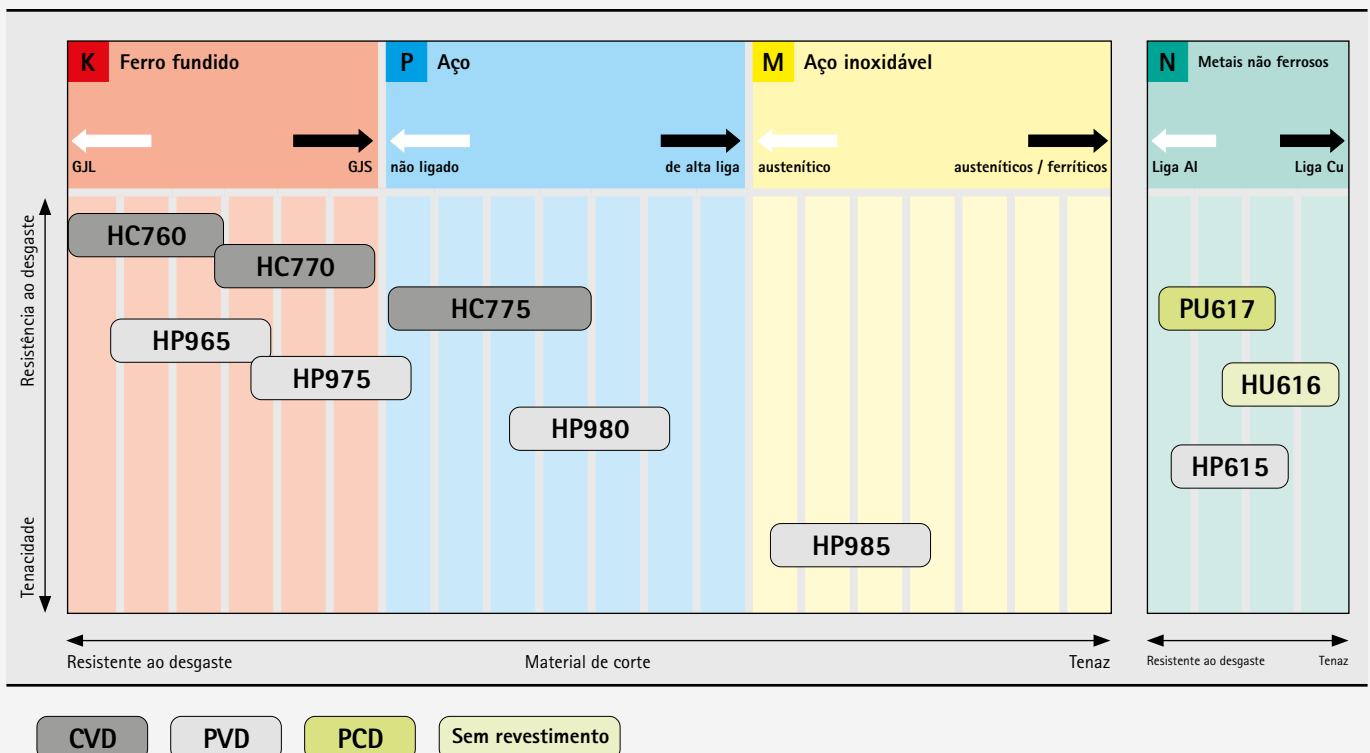 K Ferro fundido
P Aço
M Aço inoxidável
N Metais não ferrosos
GJL
GJS
não ligado
de alta liga
austenítico
austeníticos / ferríticos
Liga Al
Liga Cu
Resistência ao desgaste
Tenacidade
HC760
HC770
HC775
PU617
HP965
HP975
HU616
HP980
HP615
HP985
Resistente ao desgaste
Material de corte
Tenaz
Resistente ao desgaste
Tenaz
CVD
PVD
PCD
Sem revestimento